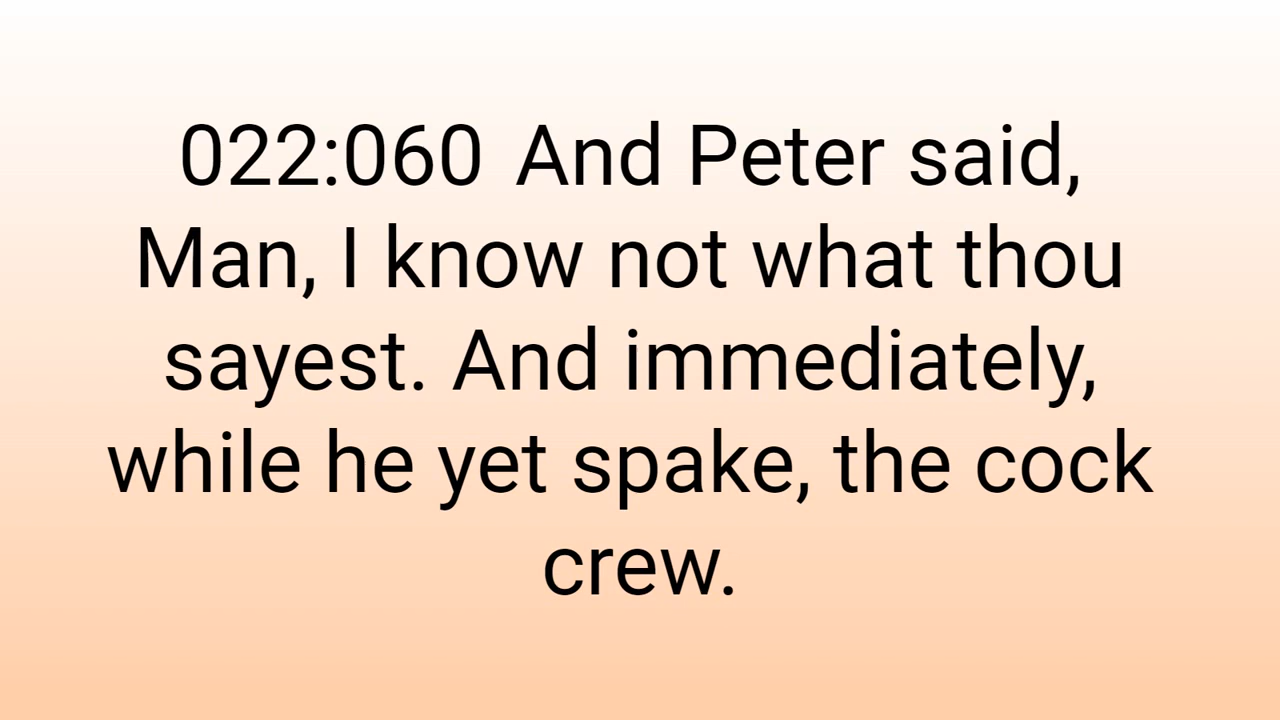 022:060 And Peter said,
Man, I know not what thou
sayest. And immediately,
while he yet spake, the cock
crew.